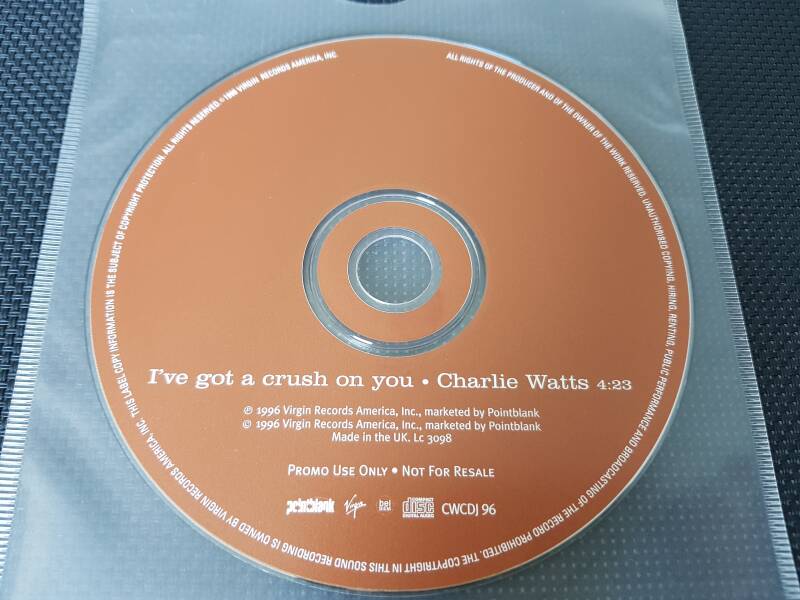 I've got a crush on you • Charlie Watts 4:23
℗ 1996 Virgin Records America, Inc., marketed by Pointblank
© 1996 Virgin Records America, Inc., marketed by Pointblank
Made in the UK. Lc 3098
PROMO USE ONLY • NOT FOR RESALE
pointblank Virgin COMPACT disc DIGITAL AUDIO CWCDJ 96
ALL RIGHTS OF THE PRODUCER AND OF THE OWNER OF THE WORK RESERVED. UNAUTHORISED COPYING, HIRING, RENTING, PUBLIC PERFORMANCE AND BROADCASTING OF THE RECORD PROHIBITED. THE COPYRIGHT IN THIS SOUND RECORDING IS OWNED BY VIRGIN RECORDS AMERICA, INC. THIS LABEL COPY INFORMATION IS THE SUBJECT OF COPYRIGHT PROTECTION. ALL RIGHTS RESERVED. © 1996 VIRGIN RECORDS AMERICA, INC.